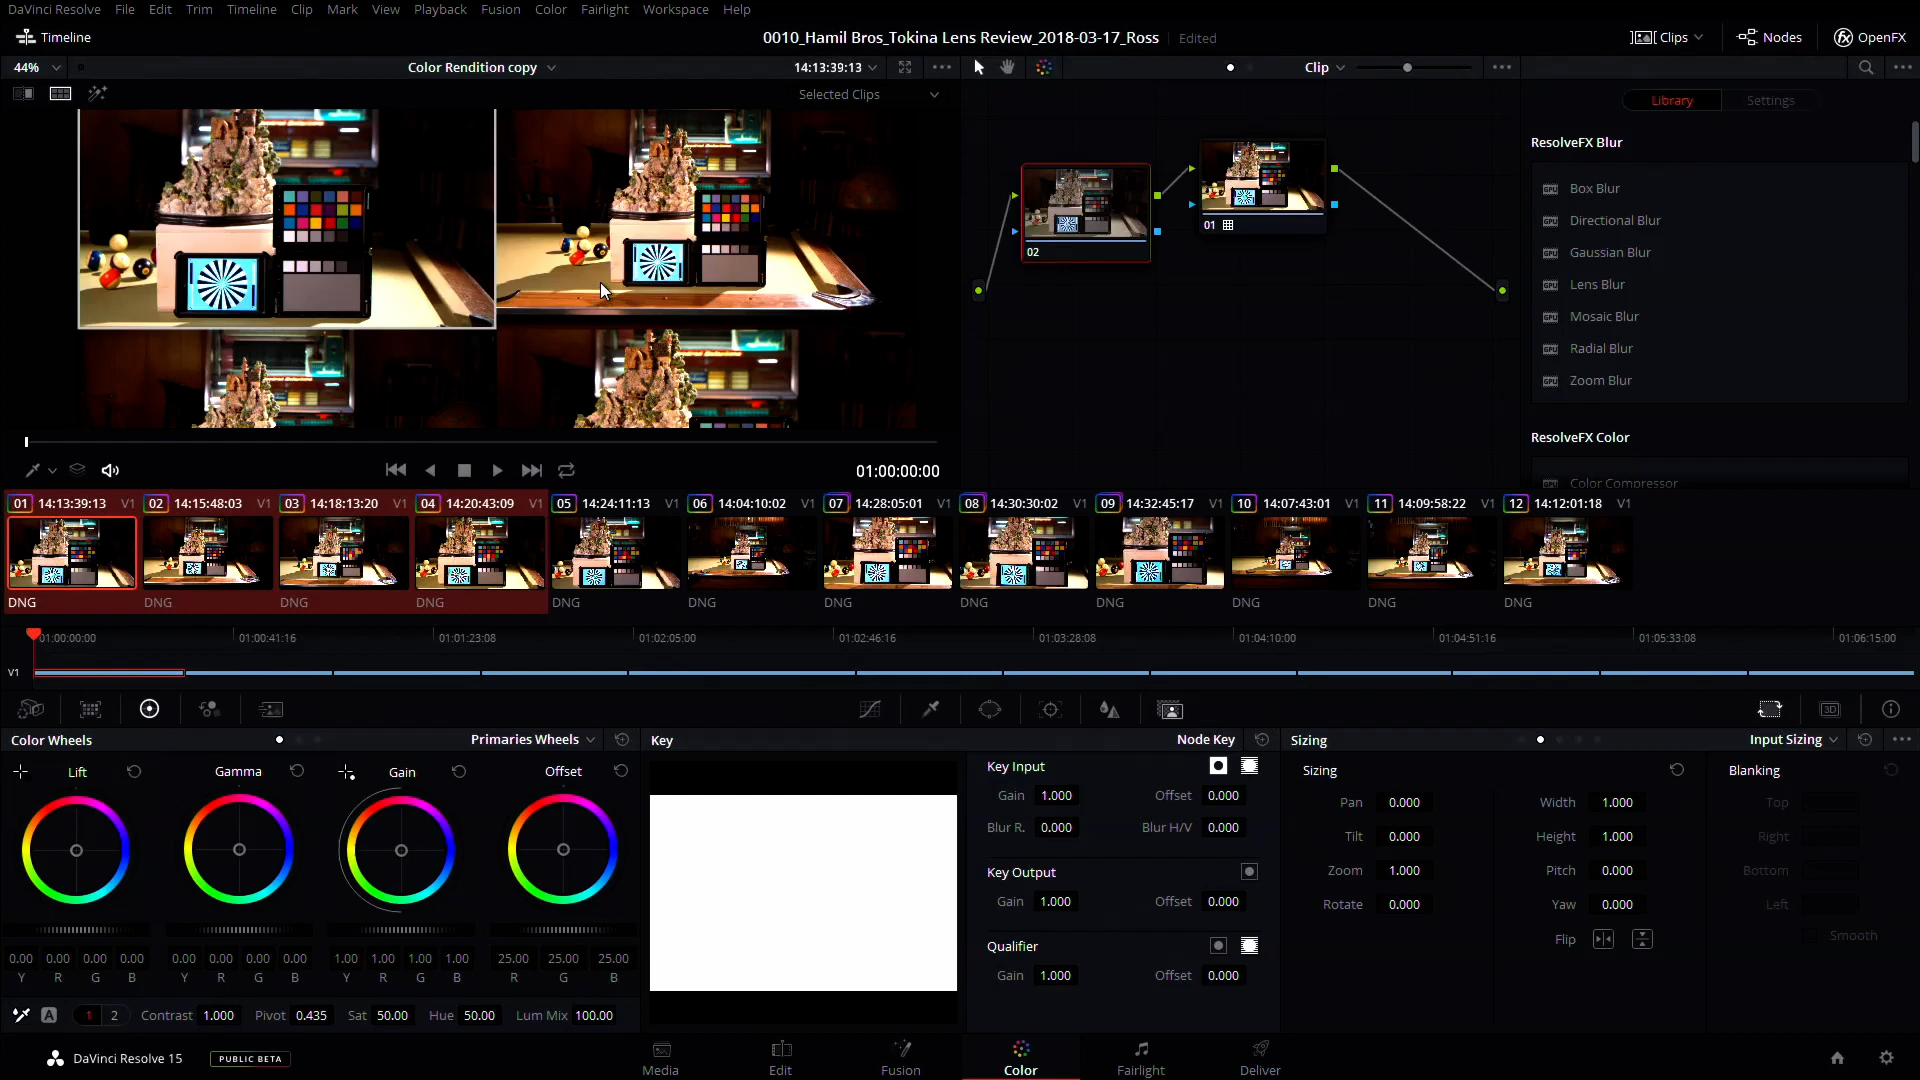 DaVinci Resolve File Edit Trim Timeline Clip Mark View Playback Fusion Color Fairlight Workspace Help
Timeline 0010_Hamil Bros_Tokina Lens Review_2018-03-17_Ross Edited Clips Nodes OpenFX
44% Color Rendition copy 14:13:39:13 Clip
Selected Clips
Library Settings
ResolveFX Blur
Box Blur
Directional Blur
Gaussian Blur
Lens Blur
Mosaic Blur
Radial Blur
Zoom Blur
ResolveFX Color
Color Compressor
02
01
01:00:00:00
01 14:13:39:13 V1 02 14:15:48:03 V1 03 14:18:13:20 V1 04 14:20:43:09 V1 05 14:24:11:13 V1 06 14:04:10:02 V1 07 14:28:05:01 V1 08 14:30:30:02 V1 09 14:32:45:17 V1 10 14:07:43:01 V1 11 14:09:58:22 V1 12 14:12:01:18 V1
DNG DNG DNG DNG DNG DNG DNG DNG DNG DNG DNG DNG
01:00:00:00 01:00:41:16 01:01:23:08 01:02:05:00 01:02:46:16 01:03:28:08 01:04:10:00 01:04:51:16 01:05:33:08 01:06:15:00
V1
Color Wheels Primaries Wheels Key Node Key Sizing Input Sizing
Lift Gamma Gain Offset
0.00 0.00 0.00 0.00 0.00 0.00 0.00 0.00 1.00 1.00 1.00 1.00 25.00 25.00 25.00
Y R G B Y R G B Y R G B R G B
A 1 2 Contrast 1.000 Pivot 0.435 Sat 50.00 Hue 50.00 Lum Mix 100.00
Key Input
Gain 1.000 Offset 0.000
Blur R. 0.000 Blur H/V 0.000
Key Output
Gain 1.000 Offset 0.000
Qualifier
Gain 1.000 Offset 0.000
Sizing Blanking
Pan 0.000 Width 1.000 Top
Tilt 0.000 Height 1.000 Right
Zoom 1.000 Pitch 0.000 Bottom
Rotate 0.000 Yaw 0.000 Left
Flip Smooth
DaVinci Resolve 15 PUBLIC BETA Media Edit Fusion Color Fairlight Deliver